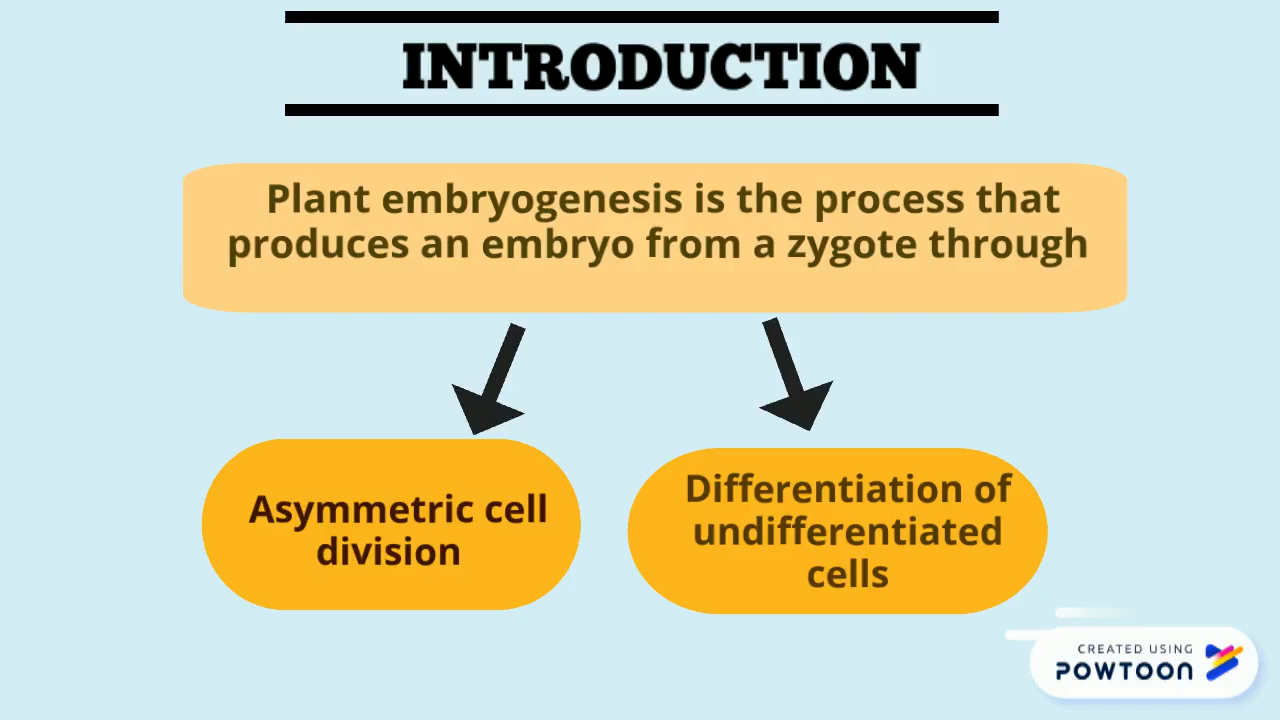 INTRODUCTION
Plant embryogenesis is the process that
produces an embryo from a zygote through
Asymmetric cell
division
Differentiation of
undifferentiated
cells
CREATED USING
POWTOON